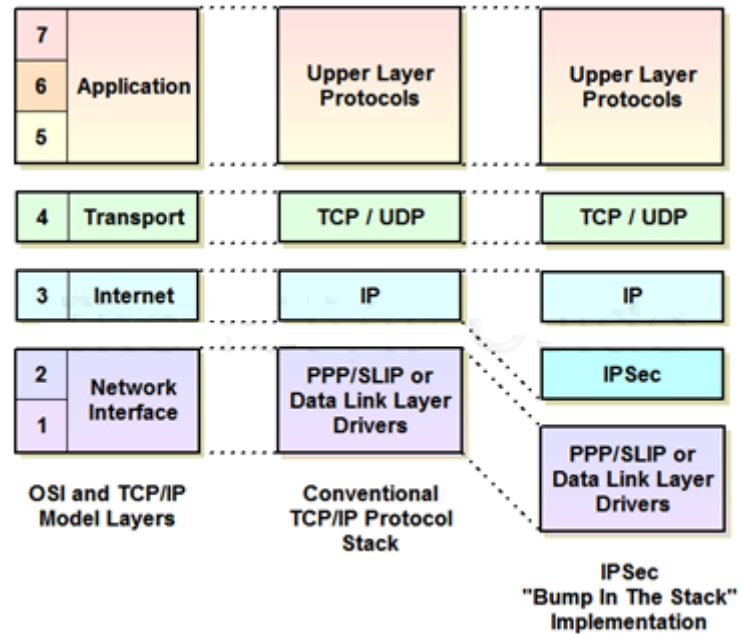 7
6
5
Application
4
Transport
3
Internet
2
1
Network
Interface
OSI and TCP/IP
Model Layers
Upper Layer
Protocols
TCP / UDP
IP
PPP/SLIP or
Data Link Layer
Drivers
Conventional
TCP/IP Protocol
Stack
Upper Layer
Protocols
TCP / UDP
IP
IPSec
PPP/SLIP or
Data Link Layer
Drivers
IPSec
"Bump In The Stack"
Implementation